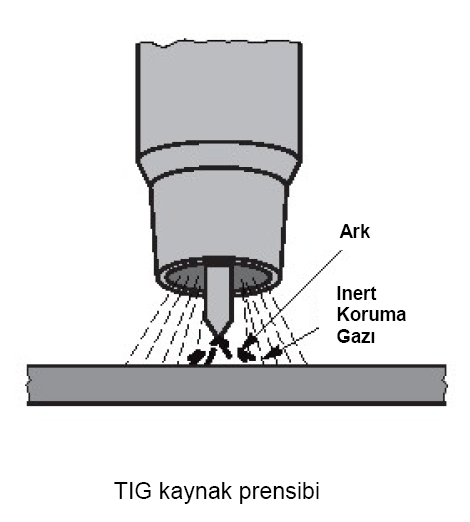 Ark
Inert
Koruma
Gazı
TIG kaynak prensibi